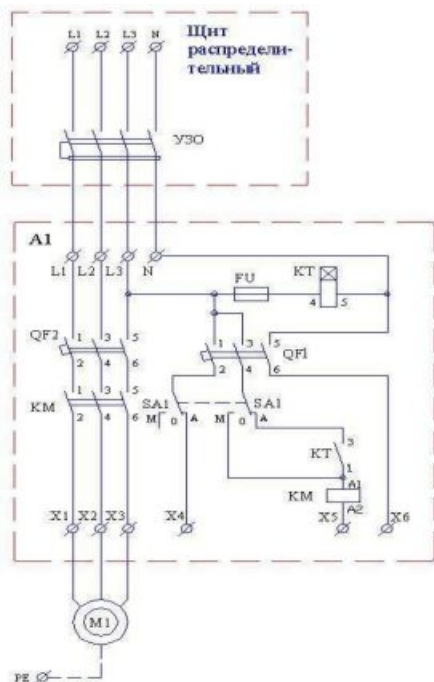 L1 L2 L3 N
Щит
распредели-
тельный
УЗО
A1
L1 L2 L3 N
FU
KT
4 5
QF2
1 3 5
2 4 6
1 3 5
2 4 6
QF1
KM
1 3 5
2 4 6
SA1
SA1
M 0 A
M 0 A
KT
3
1
KM
A1
A2
X1 X2 X3
X4
X5
X6
M1
PE